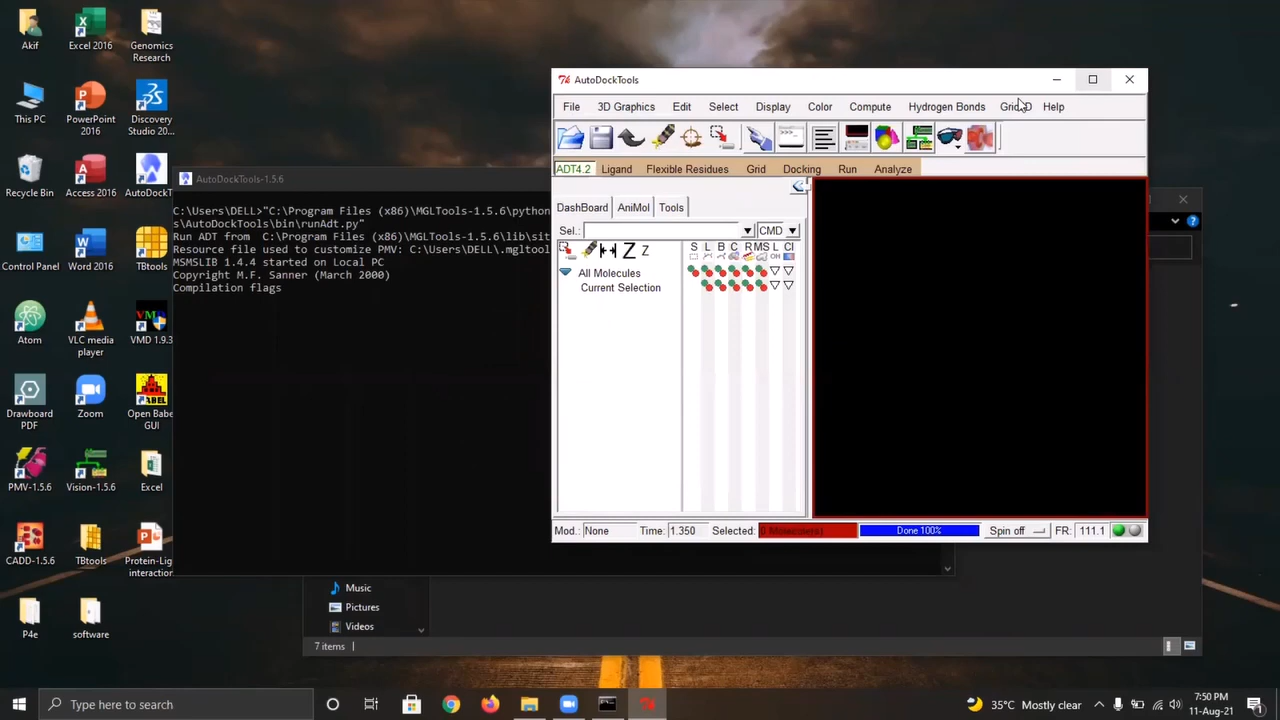 Akif
Excel 2016
Genomics
Research
This PC
PowerPoint
2016
Discovery
Studio 20...
Recycle Bin
Access 2016
AutoDockT
Control Panel
Word 2016
TBtools
Atom
VLC media
player
VMD 1.9.3
Drawboard
PDF
Zoom
Open Babe
GUI
PMV-1.5.6
Vision-1.5.6
Excel
CADD-1.5.6
TBtools
Protein-Lig
interaction
P4e
software
AutoDockTools-1.5.6
C:\Users\DELL>"C:\Program Files (x86)\MGLTools-1.5.6\python
s\AutoDockTools\bin\runAdt.py"
Run ADT from  C:\Program Files (x86)\MGLTools-1.5.6\lib\sit
Resource file used to customize PMV: C:\Users\DELL\.mgltool
MSMSLIB 1.4.4 started on Local PC
Copyright M.F. Sanner (March 2000)
Compilation flags
AutoDockTools
File 3D Graphics Edit Select Display Color Compute Hydrogen Bonds Grid3D Help
ADT4.2 Ligand Flexible Residues Grid Docking Run Analyze
DashBoard AniMol Tools
Sel.: CMD
S L B C R MS L Cl
All Molecules
Current Selection
Mod.: None Time: 1.350 Selected: 0 Molecule(s) Done 100% Spin off FR: 111.1
Music
Pictures
Videos
7 items
Type here to search
35°C Mostly clear
7:50 PM
11-Aug-21